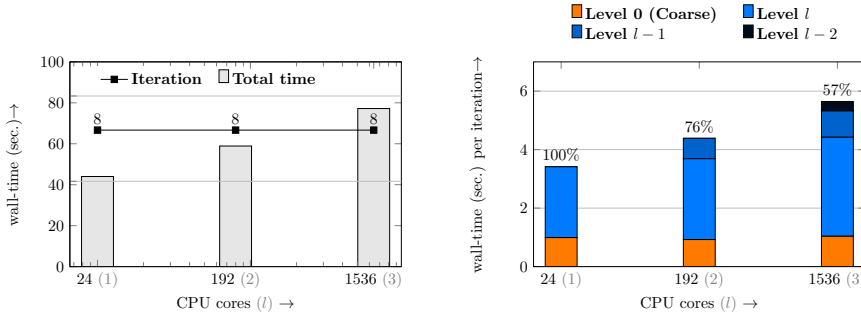 Level 0 (Coarse) Level l
Level l − 1 Level l − 2
Iteration Total time
100
80
60
40
20
0
8 8 8
wall-time (sec.)→
24 (1) 192 (2) 1536 (3)
CPU cores (l) →
6
4
2
0
100% 76% 57%
wall-time (sec.) per iteration→
24 (1) 192 (2) 1536 (3
CPU cores (l) →